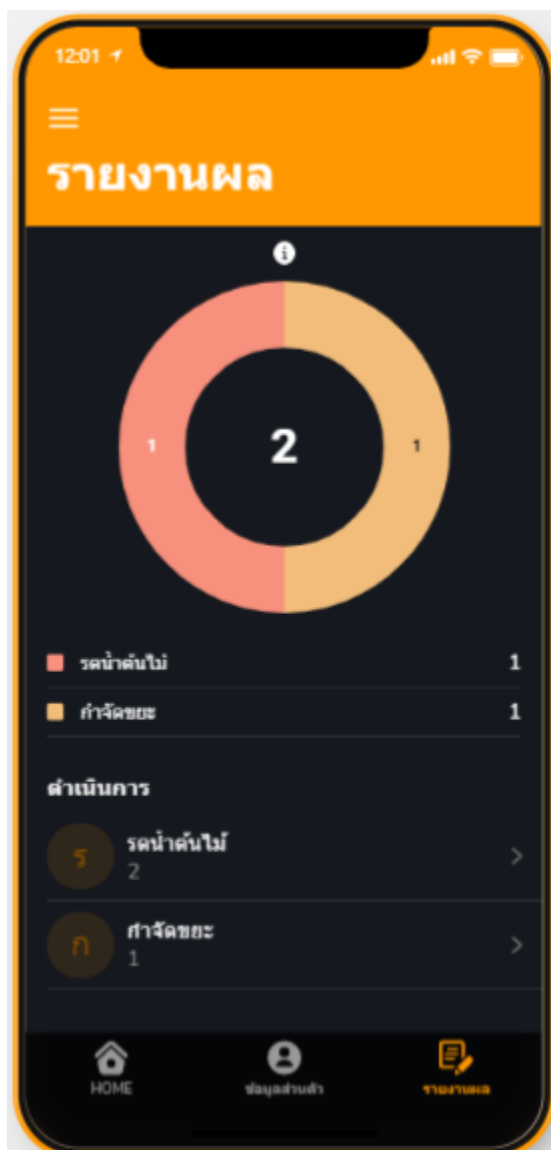 12:01
รายงานผล
1
2
1
รดน้ำต้นไม่ 1
กำจัดขยะ 1
ดำเนินการ
ร
รดน้ำต้นไม้
2
ก
กำจัดขยะ
1
HOME
ข้อมูลส่วนตัว
รายงานผล